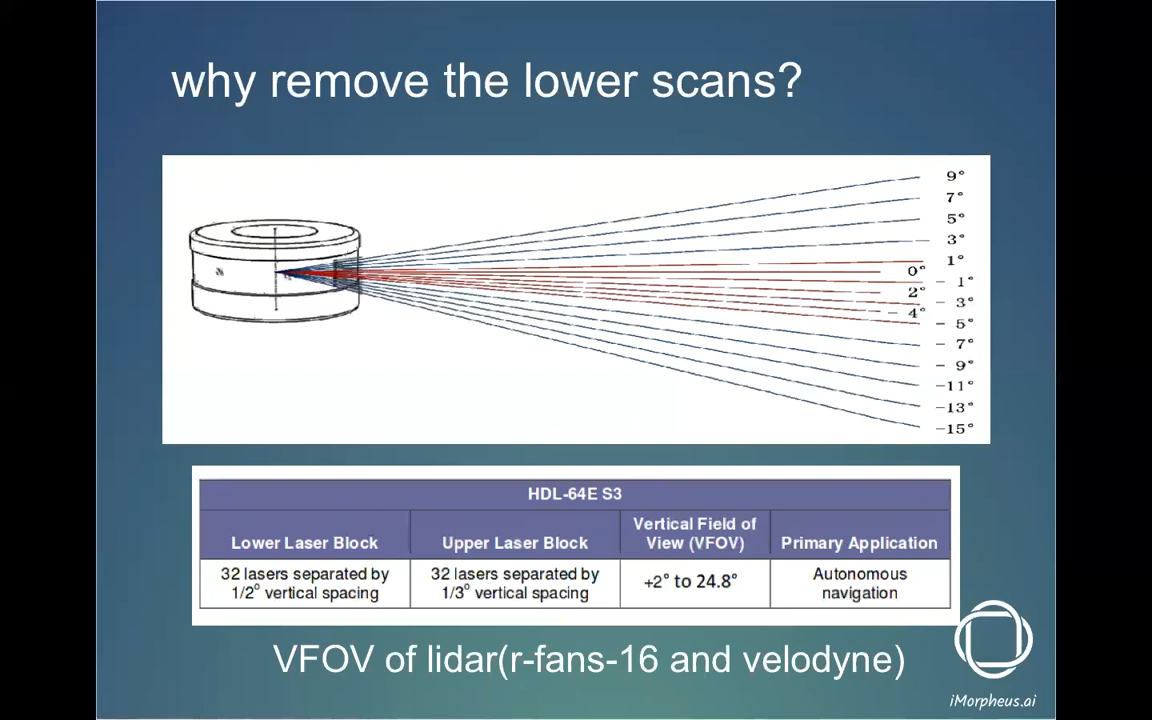 why remove the lower scans?
9°
7°
5°
3°
1°
0°
– 1°
2°
– 3°
– 4°
– 5°
– 7°
– 9°
–11°
–13°
–15°
HDL-64E S3
Lower Laser Block
Upper Laser Block
Vertical Field of
View (VFOV)
Primary Application
32 lasers separated by
1/2° vertical spacing
32 lasers separated by
1/3° vertical spacing
+2° to 24.8°
Autonomous
navigation
VFOV of lidar(r-fans-16 and velodyne)
iMorpheus.ai